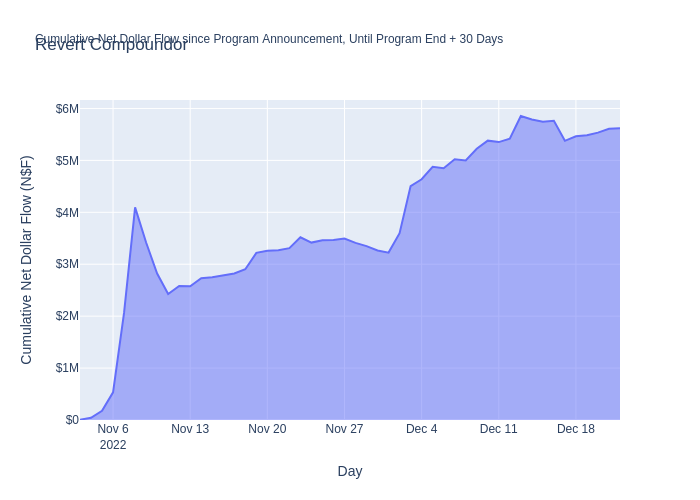 Revert Compoundor
Cumulative Net Dollar Flow since Program Announcement, Until Program End + 30 Days
Cumulative Net Dollar Flow (N$F)
$6M
$5M
$4M
$3M
$2M
$1M
$0
Nov 6
2022
Nov 13
Nov 20
Nov 27
Dec 4
Dec 11
Dec 18
Day